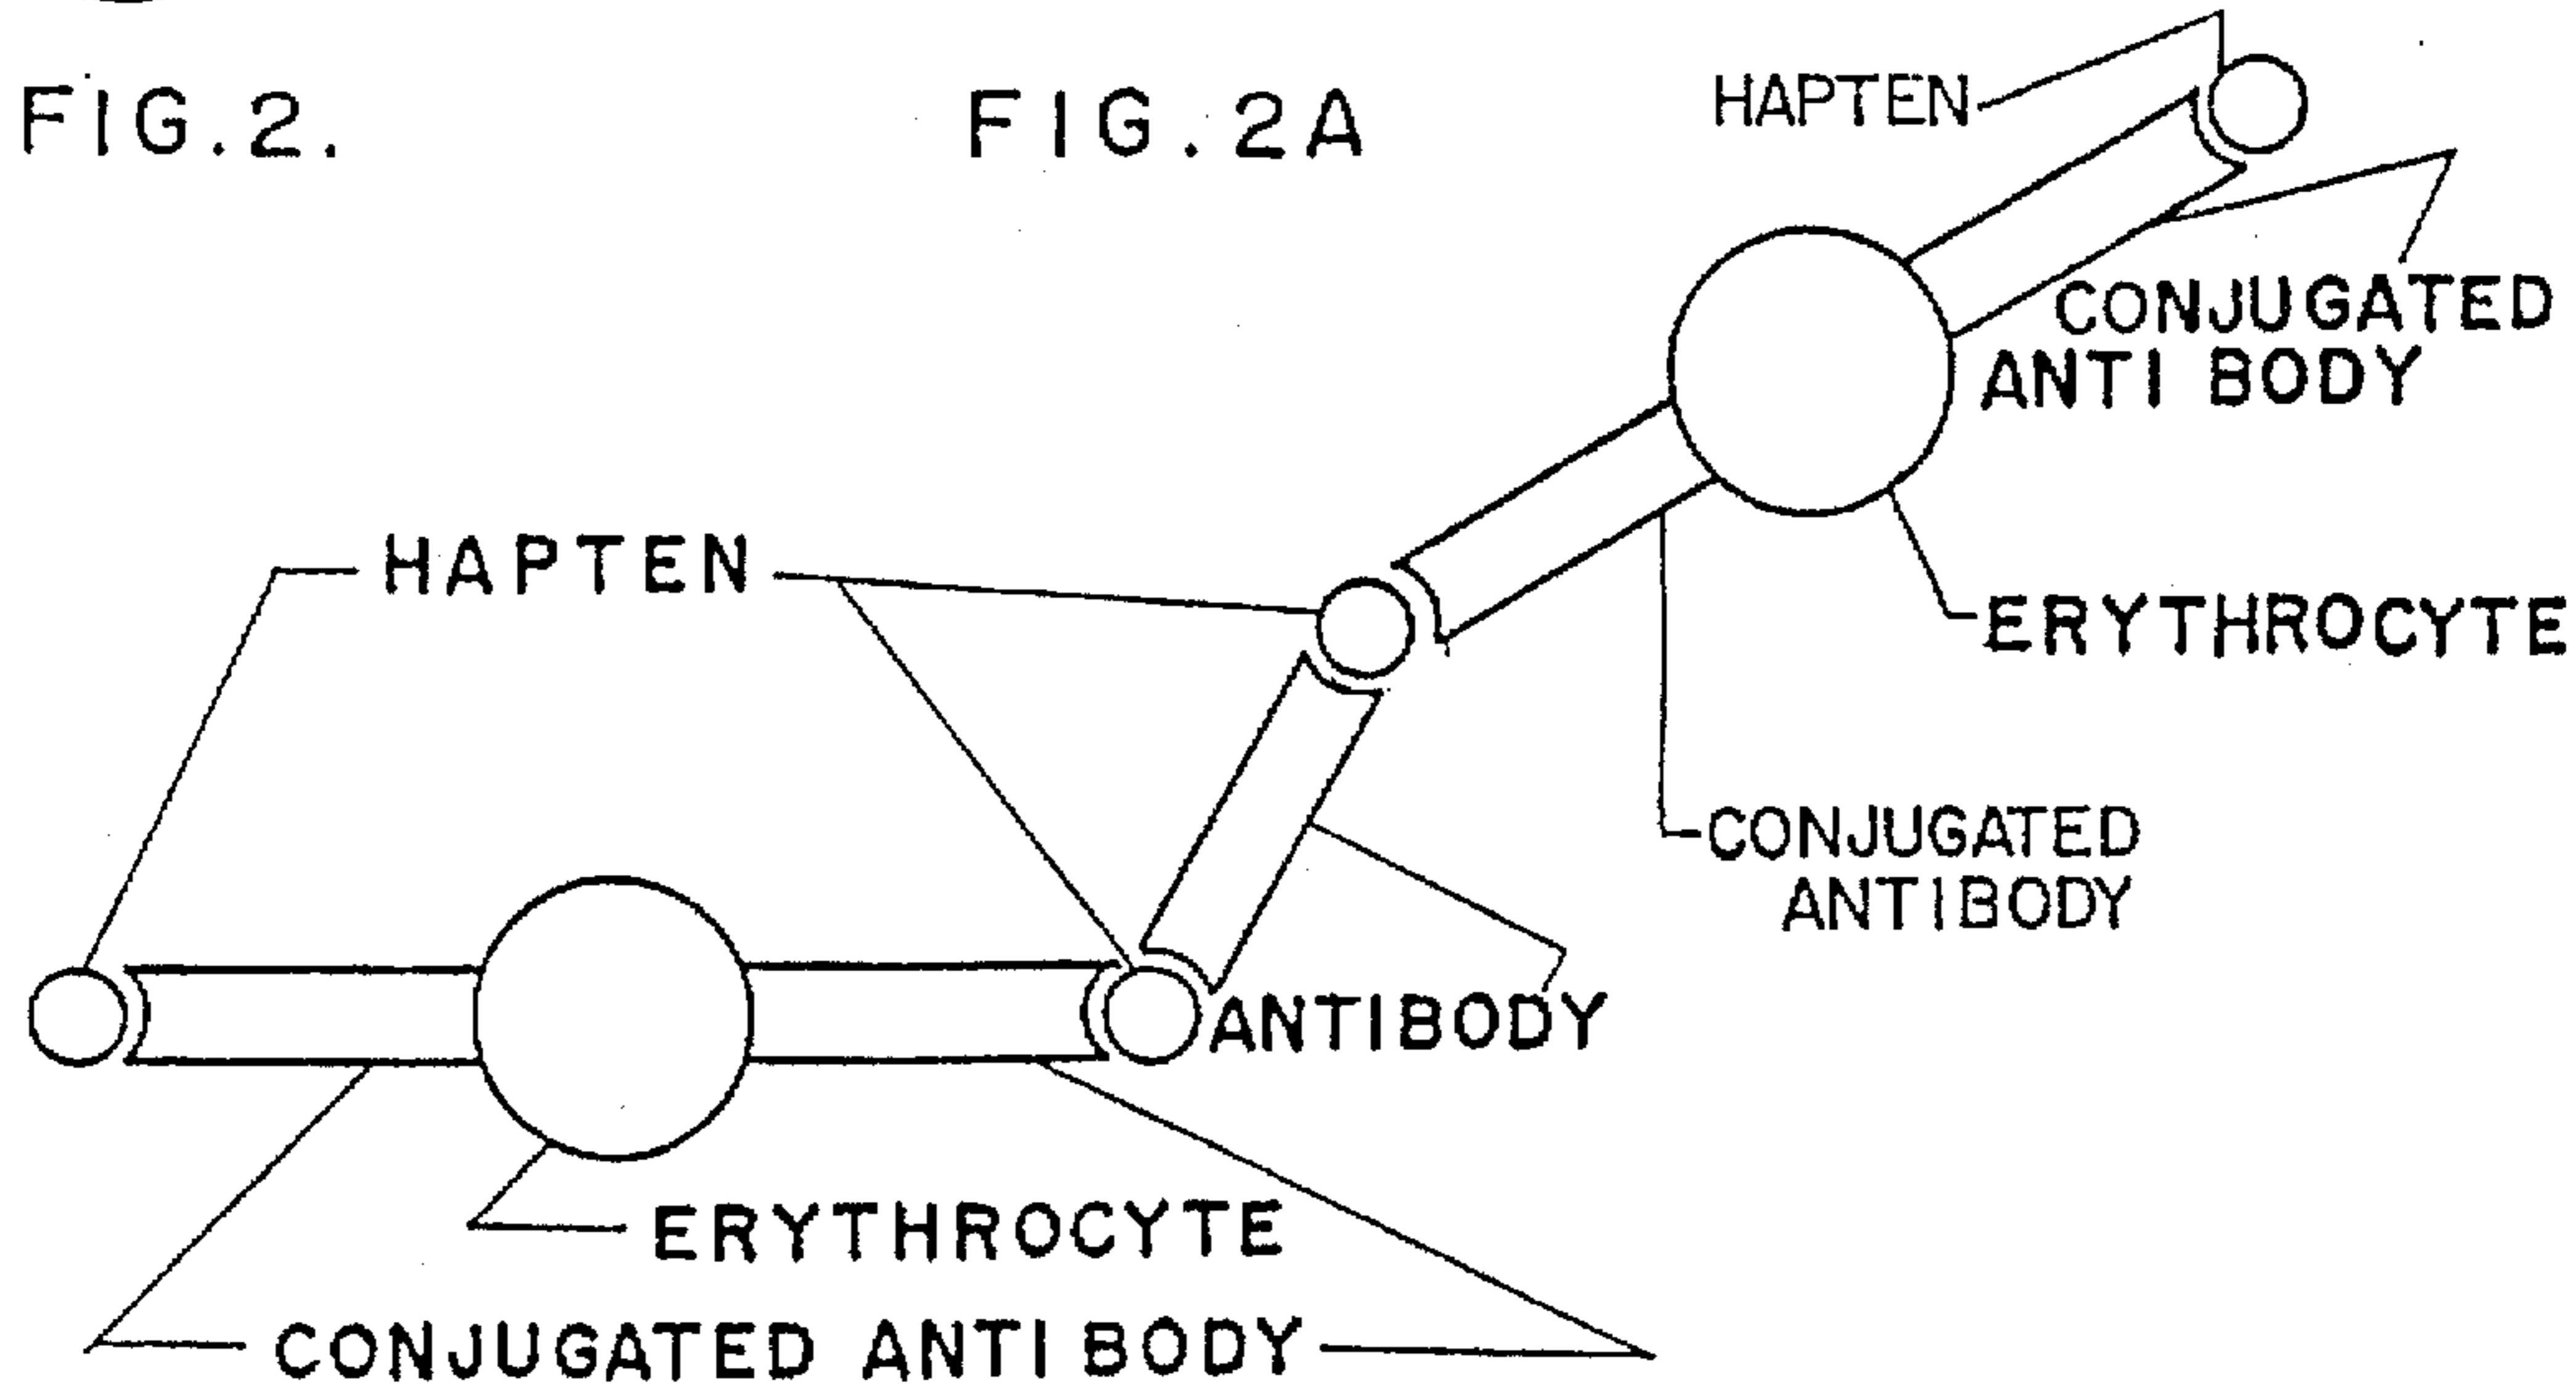 FIG.2.
FIG.2A
HAPTEN
CONJUGATED
ANTI BODY
HAPTEN
ERYTHROCYTE
CONJUGATED
ANTIBODY
ANTIBODY
ERYTHROCYTE
CONJUGATED ANTI BODY